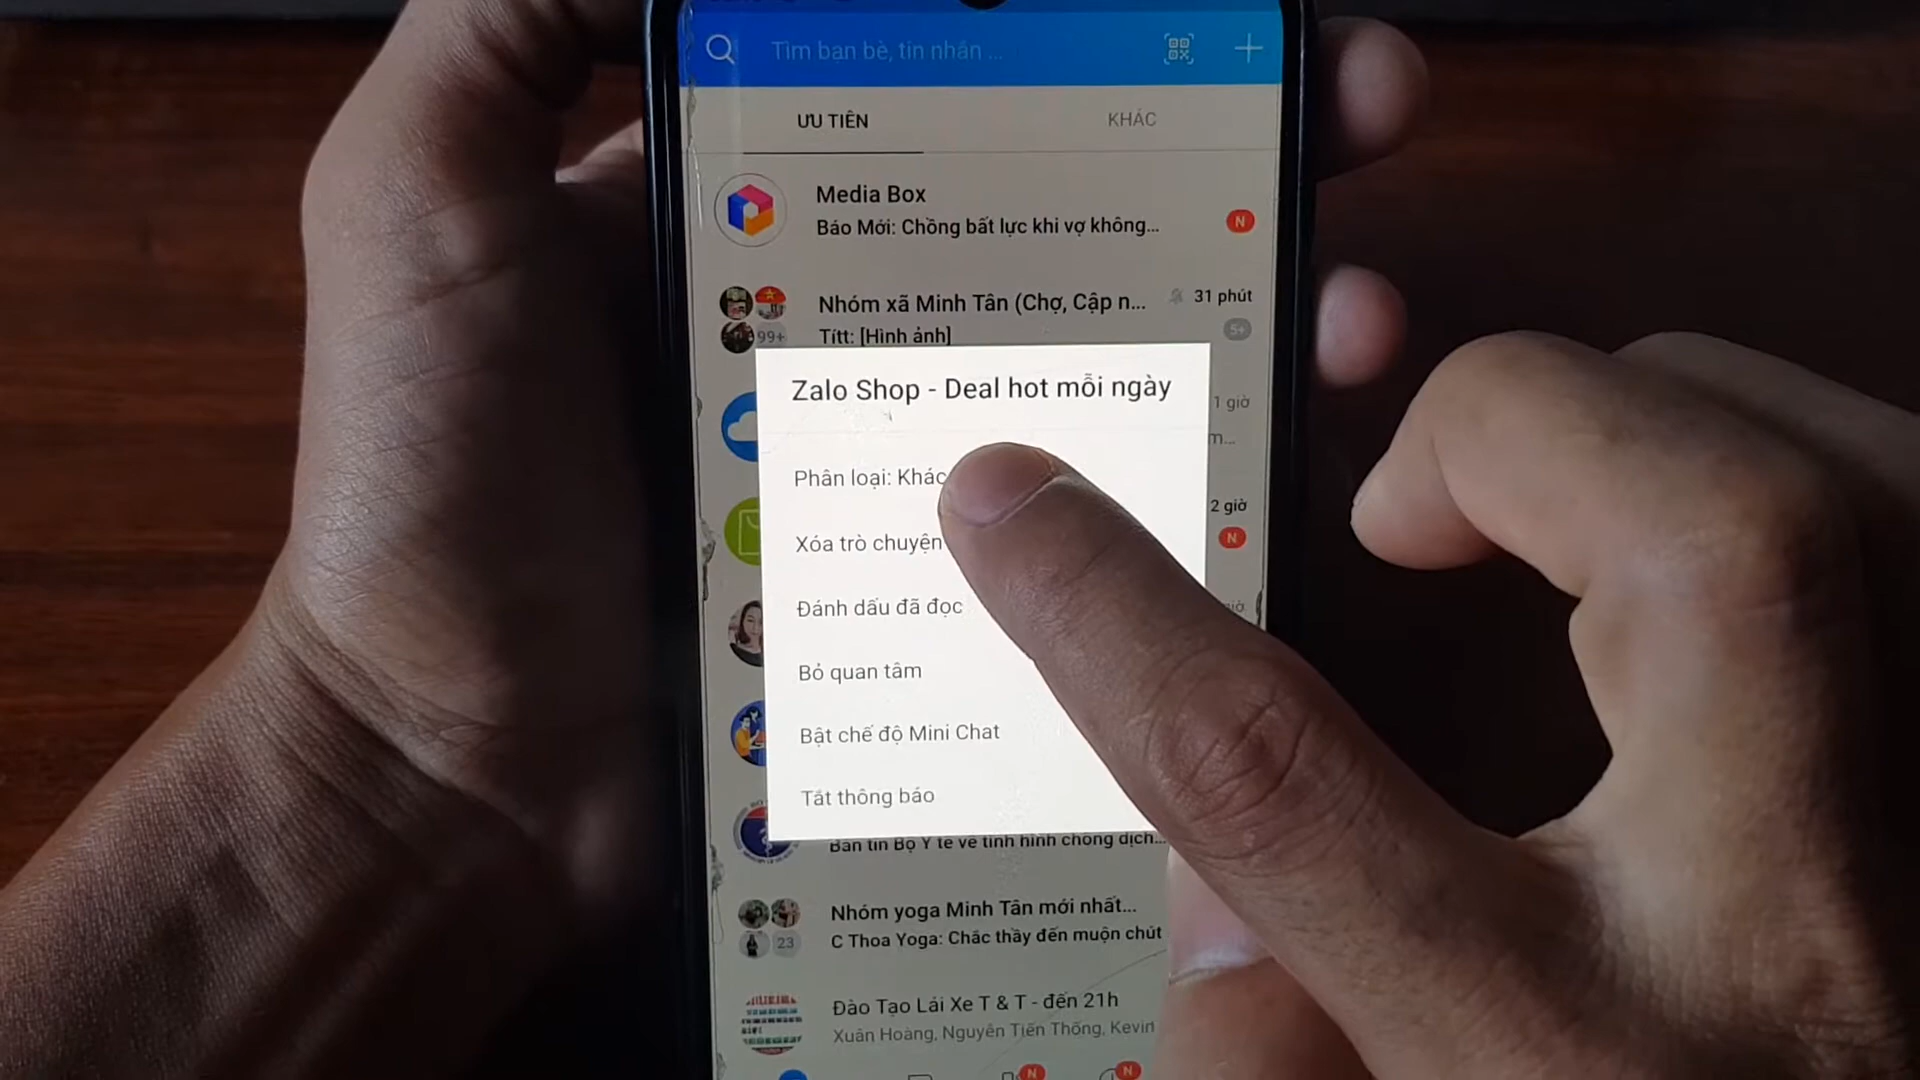 Tìm bạn bè, tin nhắn ...
ƯU TIÊN
KHÁC
Media Box
Báo Mới: Chồng bất lực khi vợ không...
N
Nhóm xã Minh Tân (Chợ, Cập n...
31 phút
Títt: [Hình ảnh]
5+
99+
Zalo Shop - Deal hot mỗi ngày
1 giờ
m...
Phân loại: Khác
2 giờ
Xóa trò chuyện
N
Đánh dấu đã đọc
giờ
Bỏ quan tâm
Bật chế độ Mini Chat
Tắt thông báo
Bản tin Bộ Y tế về tình hình chống dịch...
Nhóm yoga Minh Tân mới nhất...
C Thoa Yoga: Chắc thầy đến muộn chút
23
Đào Tạo Lái Xe T & T - đến 21h
Xuân Hoàng, Nguyễn Tiến Thống, Kevin
N
N